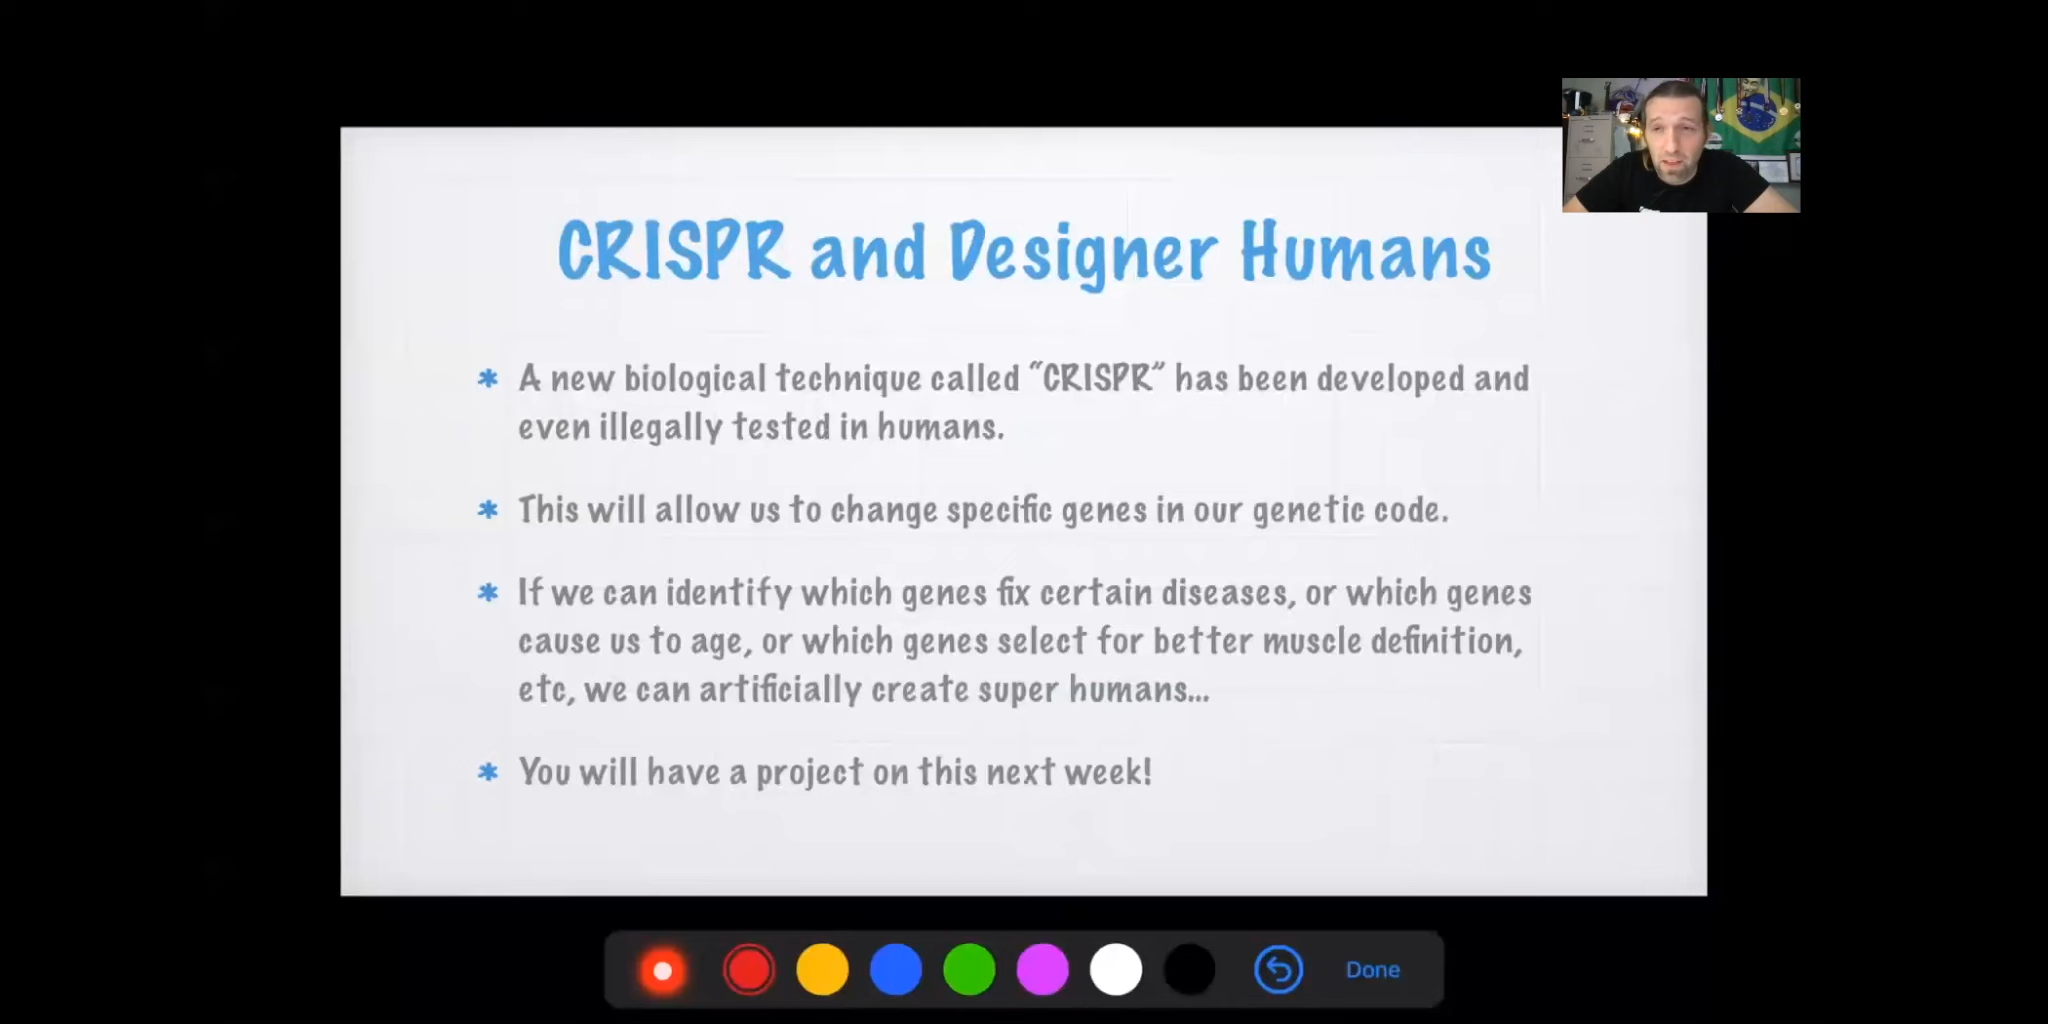 CRISPR and Designer Humans
* A new biological technique called “CRISPR” has been developed and
even illegally tested in humans.
* This will allow us to change specific genes in our genetic code.
* If we can identify which genes fix certain diseases, or which genes
cause us to age, or which genes select for better muscle definition,
etc, we can artificially create super humans...
* You will have a project on this next week!
Done